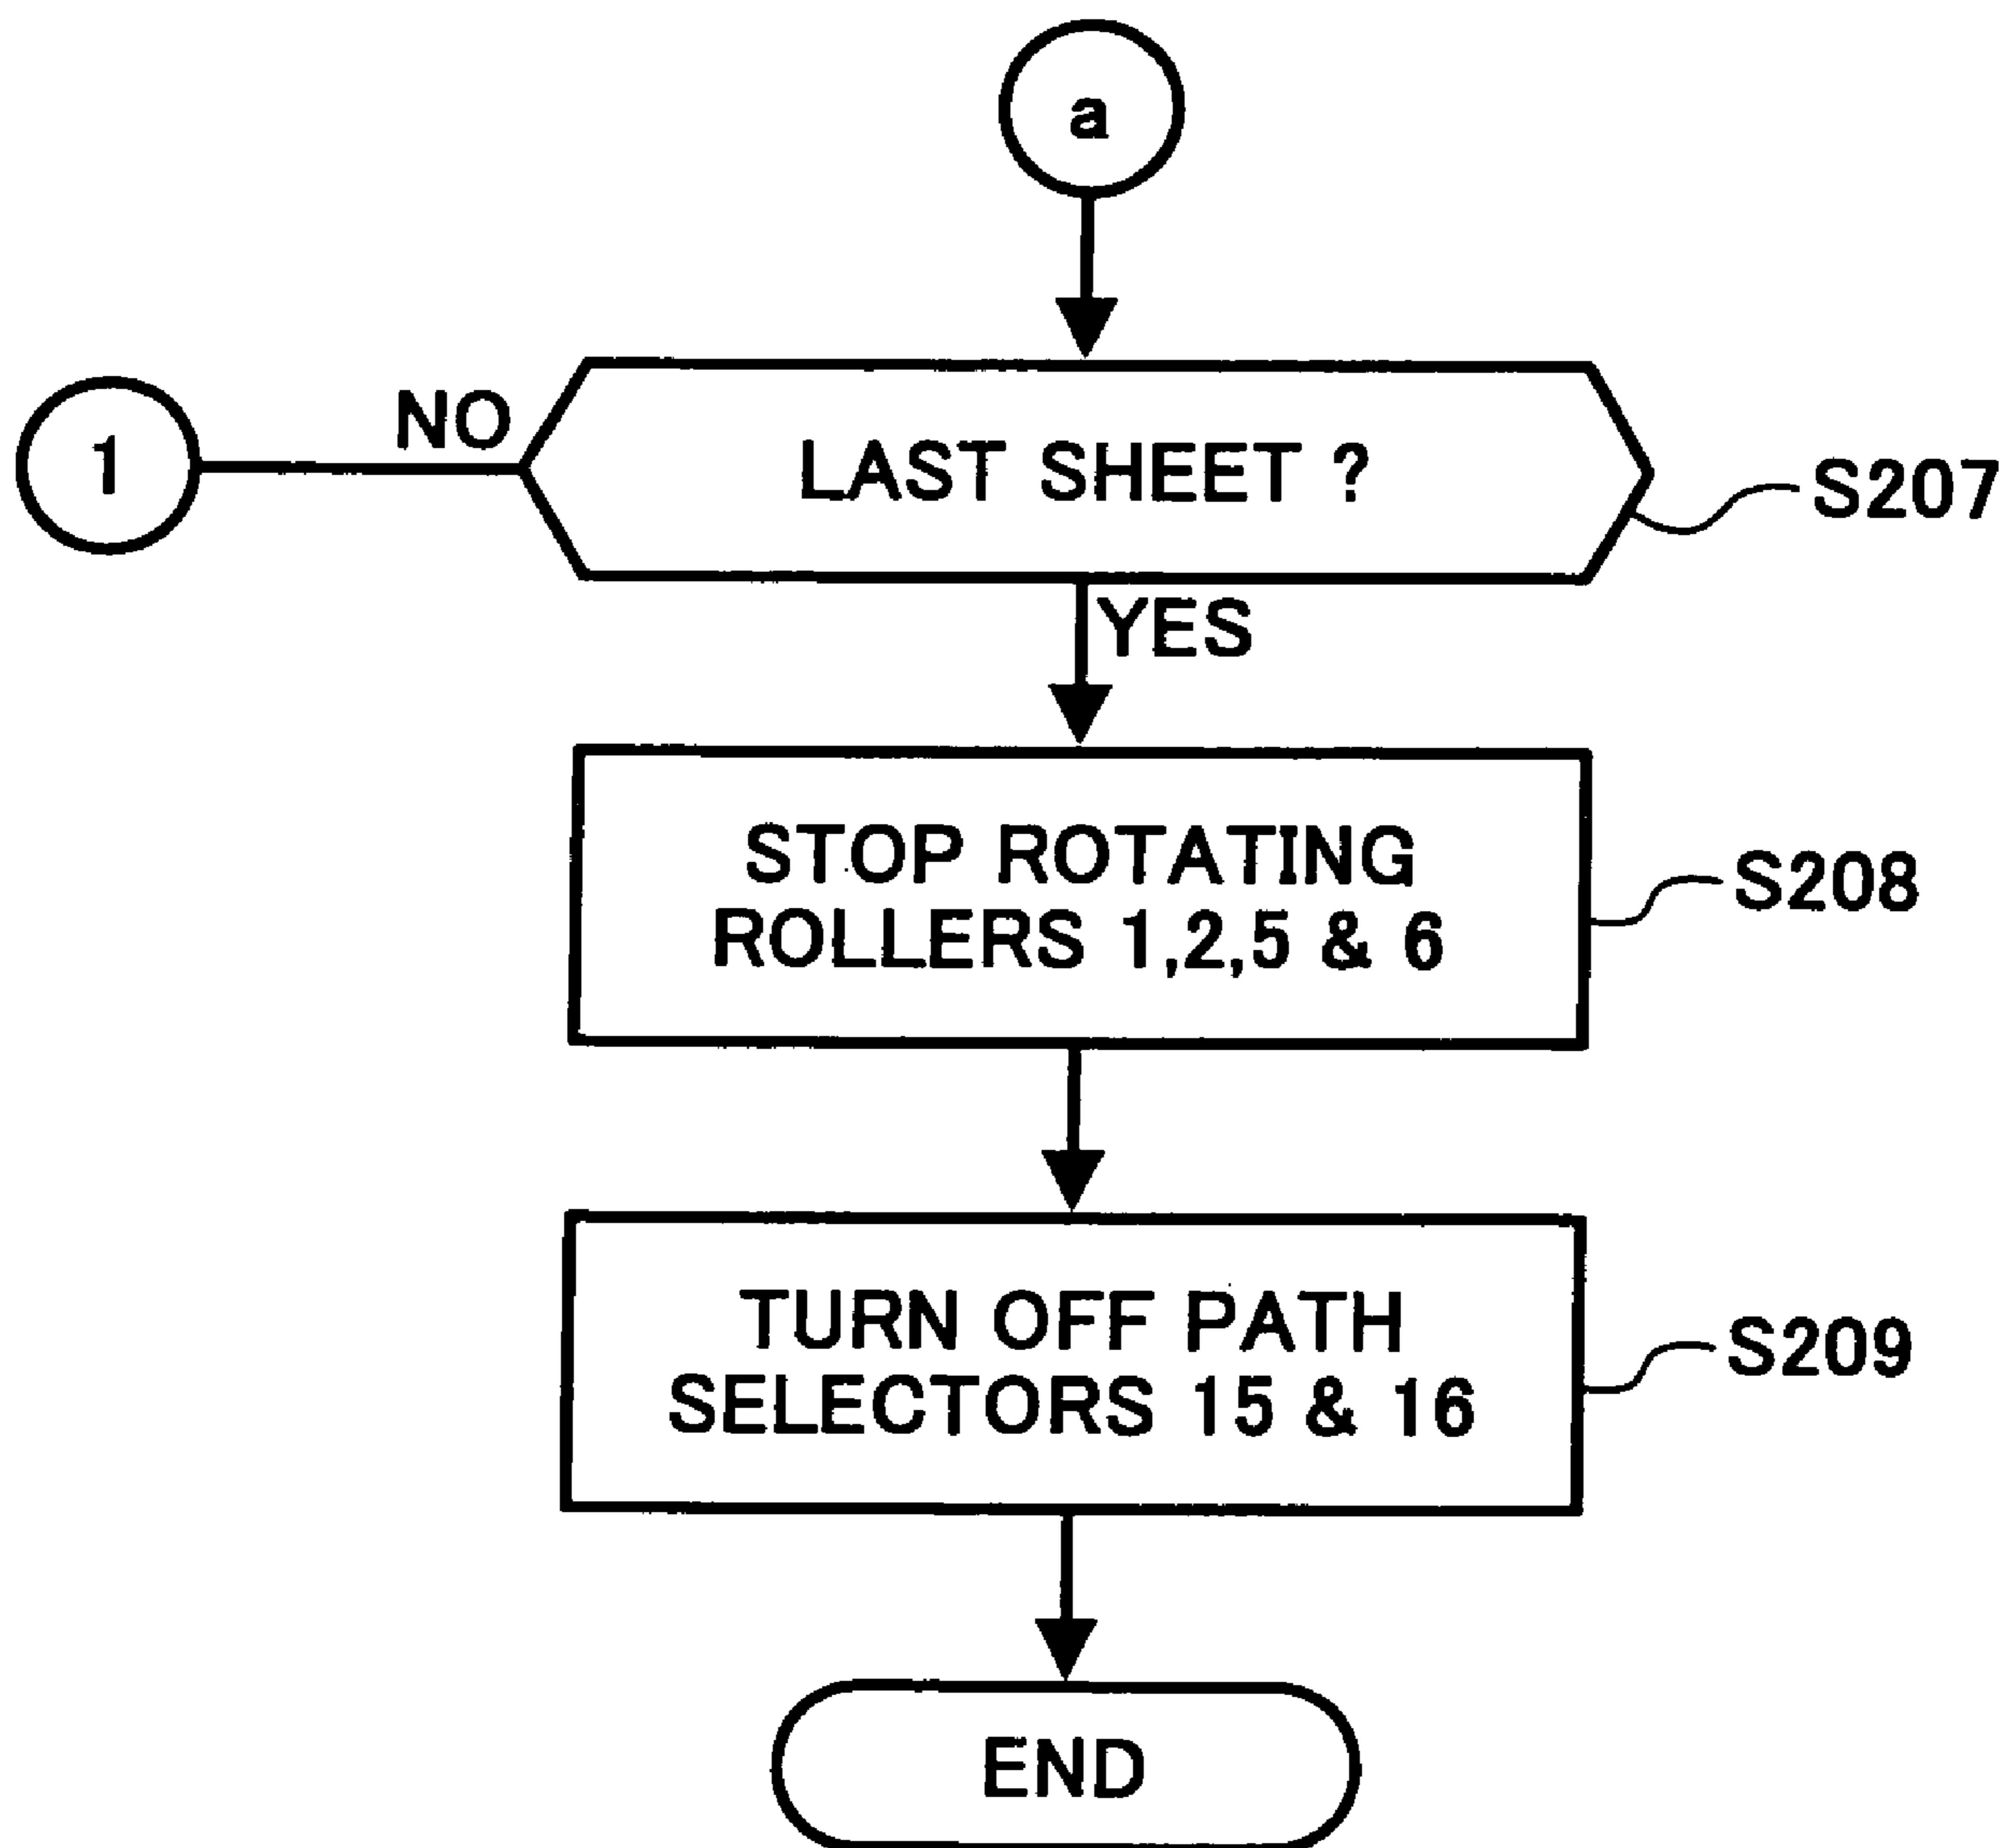 a
1
NO
LAST SHEET ?
S207
YES
STOP ROTATING
ROLLERS 1,2,5 & 6
S208
TURN OFF PATH
SELECTORS 15 & 16
S209
END